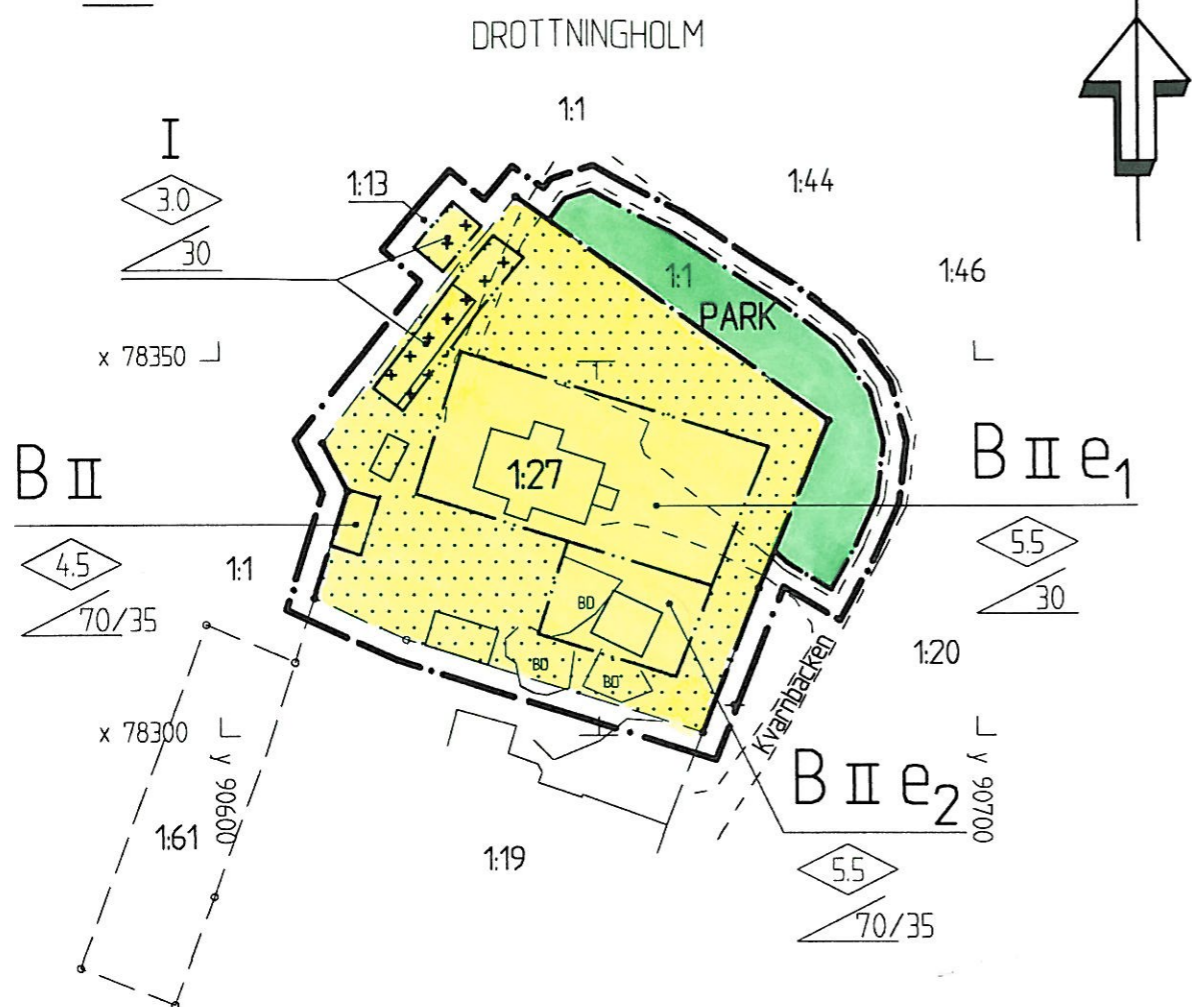 DROTTNINGHOLM
1:1
I
3.0
30
1:13
1:44
1:1
PARK
1:46
x 78350
B II
4.5
70/35
1:27
B II e1
5.5
30
1:1
BD
BD
BD
1:20
Kvarnbacken
x 78300
y 90600
B II e2
y 90700
5.5
70/35
1:61
1:19